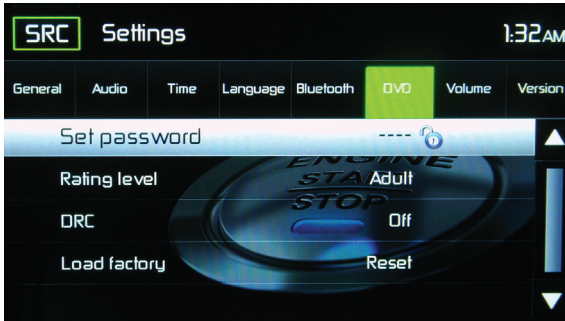 SRC Settings 1:32AM
General Audio Time Language Bluetooth DVD Volume Version
Set password ----
Rating level Adult
DRC Off
Load factory Reset
ENGINE
START
STOP